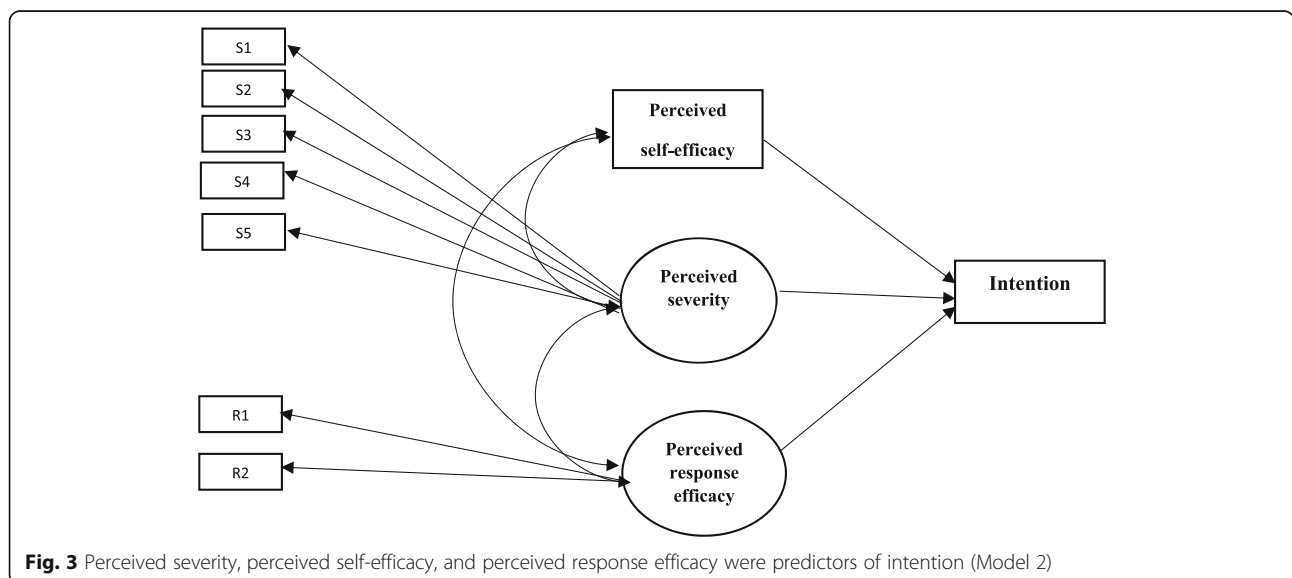 S1
S2
S3
S4
S5
R1
R2
Perceived
self-efficacy
Perceived
severity
Perceived
response
efficacy
Intention
Fig. 3 Perceived severity, perceived self-efficacy, and perceived response efficacy were predictors of intention (Model 2)